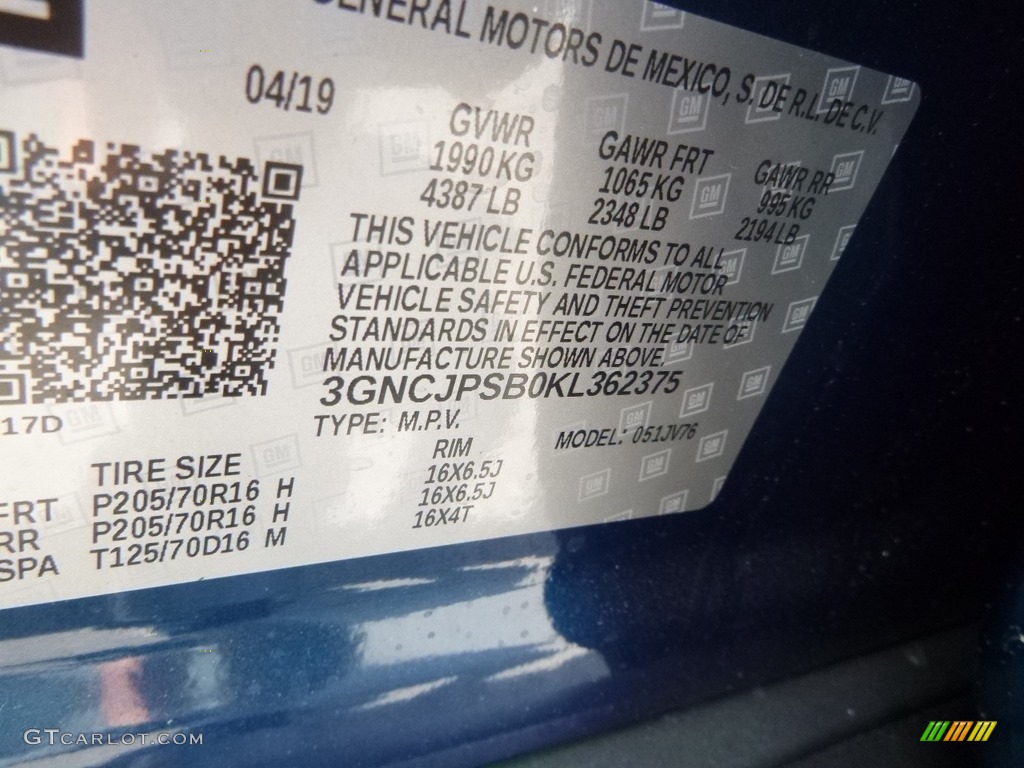 GENERAL MOTORS DE MEXICO, S. DE R.L. DE C.V.
04/19
GVWR GAWR FRT GAWR RR
1990 KG 1065 KG 995 KG
4387 LB 2348 LB 2194 LB
THIS VEHICLE CONFORMS TO ALL
APPLICABLE U.S. FEDERAL MOTOR
VEHICLE SAFETY AND THEFT PREVENTION
STANDARDS IN EFFECT ON THE DATE OF
MANUFACTURE SHOWN ABOVE.
3GNCJPSB0KL362375
17D
TYPE: M.P.V. MODEL: 051JV76
TIRE SIZE RIM
FRT P205/70R16 H 16X6.5J
RR P205/70R16 H 16X6.5J
SPA T125/70D16 M 16X4T
GTCARLOT.COM